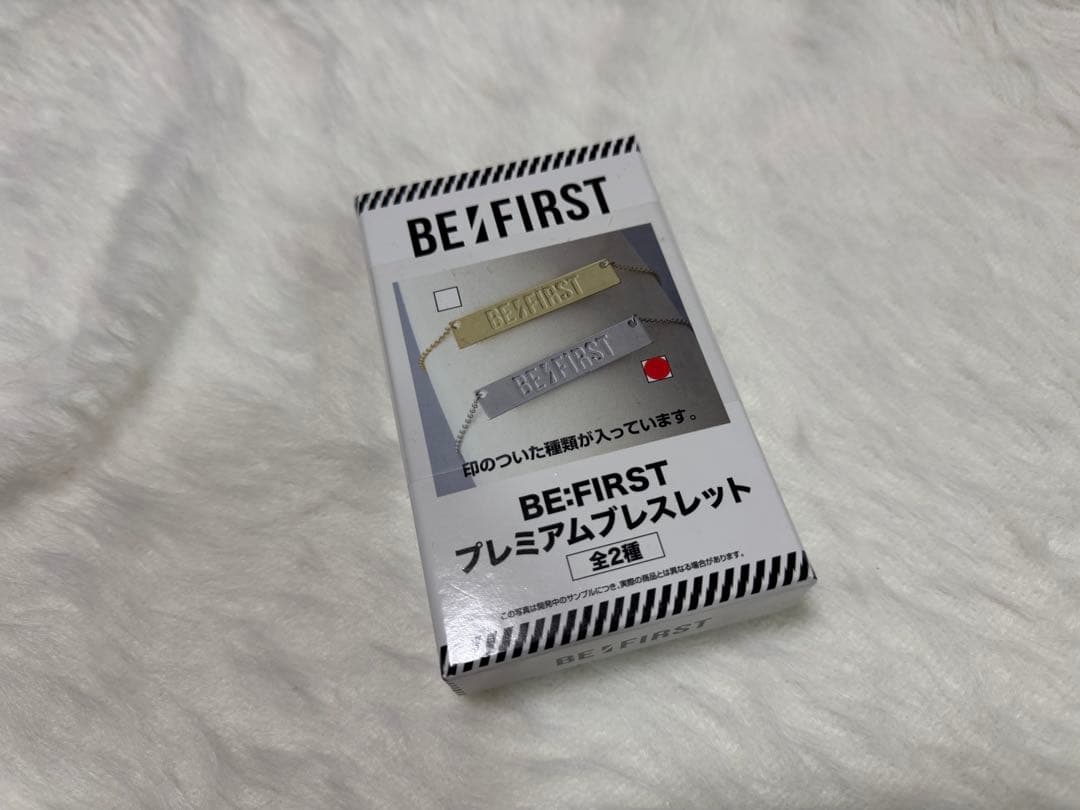 BE:FIRST
BE:FIRST
BE:FIRST
印のついた種類が入っています。
BE:FIRST
プレミアムブレスレット
全2種
この写真は開発中のサンプルにつき、実際の商品とは異なる場合があります。
BE:FIRST